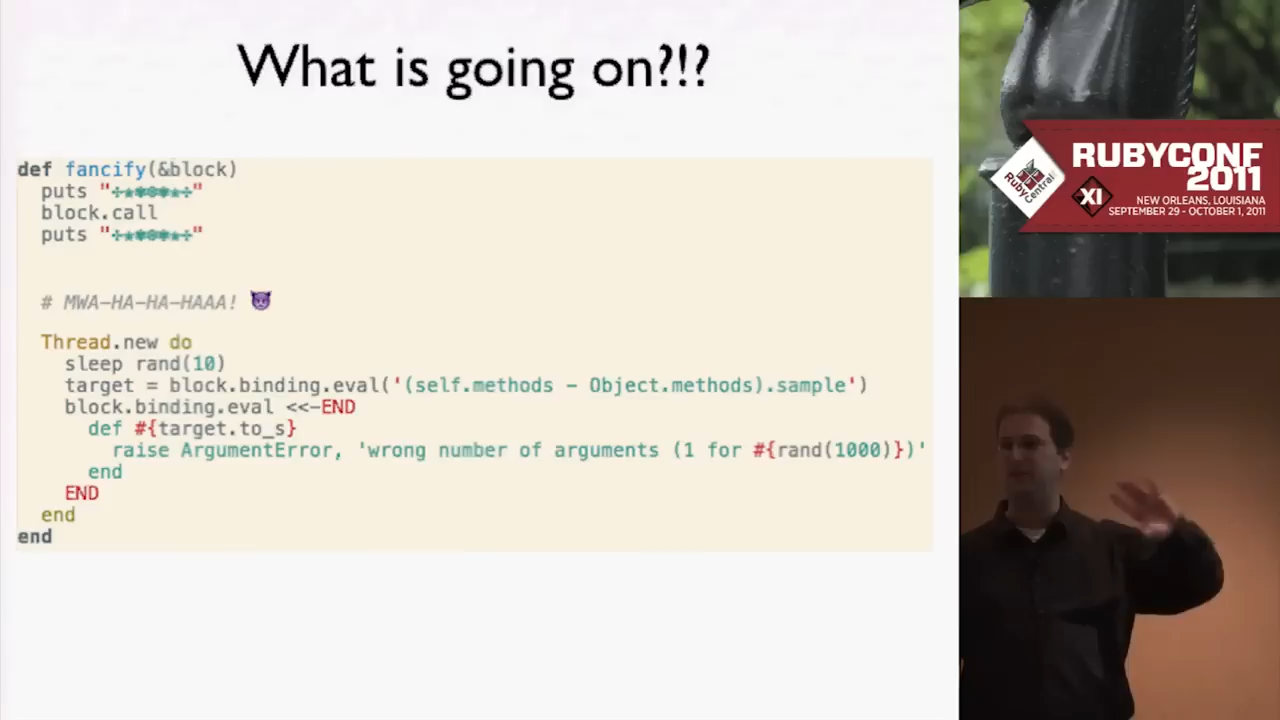 What is going on?!?
def fancify(&block)
puts "✢★✾❁✾★✢"
block.call
puts "✢★✾❁✾★✢"
# MWA-HA-HA-HAAA! 😈
Thread.new do
sleep rand(10)
target = block.binding.eval('(self.methods - Object.methods).sample')
block.binding.eval <<-END
def #{target.to_s}
raise ArgumentError, 'wrong number of arguments (1 for #{rand(1000)})'
end
END
end
end
RubyCentral
XI
RUBYCONF
2011
NEW ORLEANS, LOUISIANA
SEPTEMBER 29 - OCTOBER 1, 2011